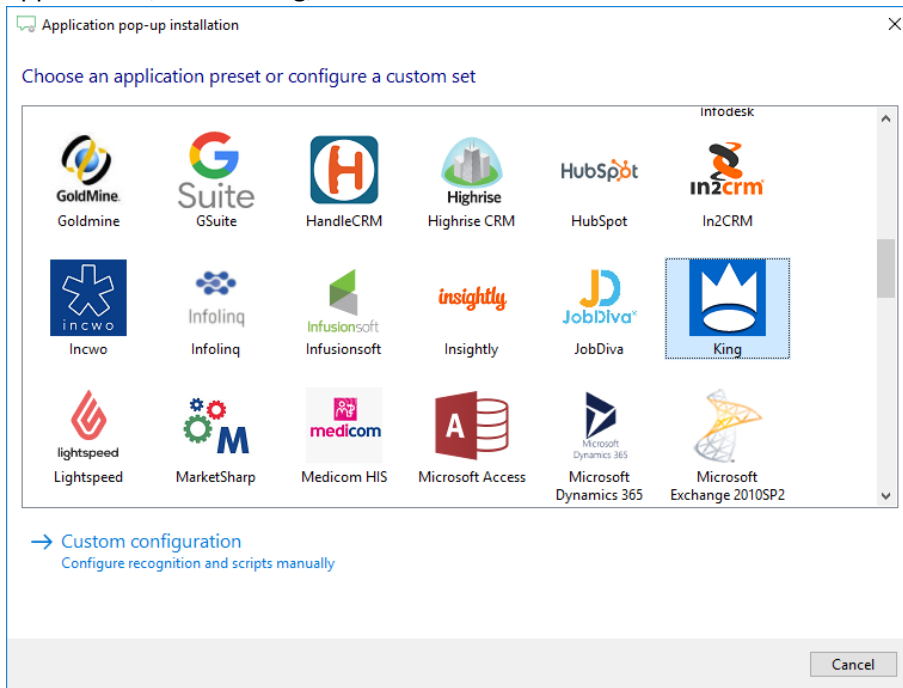 Application pop-up installation
Choose an application preset or configure a custom set
Infodesk
GoldMine
G Suite
Highrise
HubSpot
in2crm
Goldmine
GSuite
HandleCRM
Highrise CRM
HubSpot
In2CRM
incwo
Infolinq
Infusionsoft
insightly
JobDiva
Incwo
Infolinq
Infusionsoft
Insightly
JobDiva
King
lightspeed
M
medicom
A
Microsoft
Dynamics 365
Lightspeed
MarketSharp
Medicom HIS
Microsoft Access
Microsoft
Dynamics 365
Microsoft
Exchange 2010SP2
Custom configuration
Configure recognition and scripts manually
Cancel